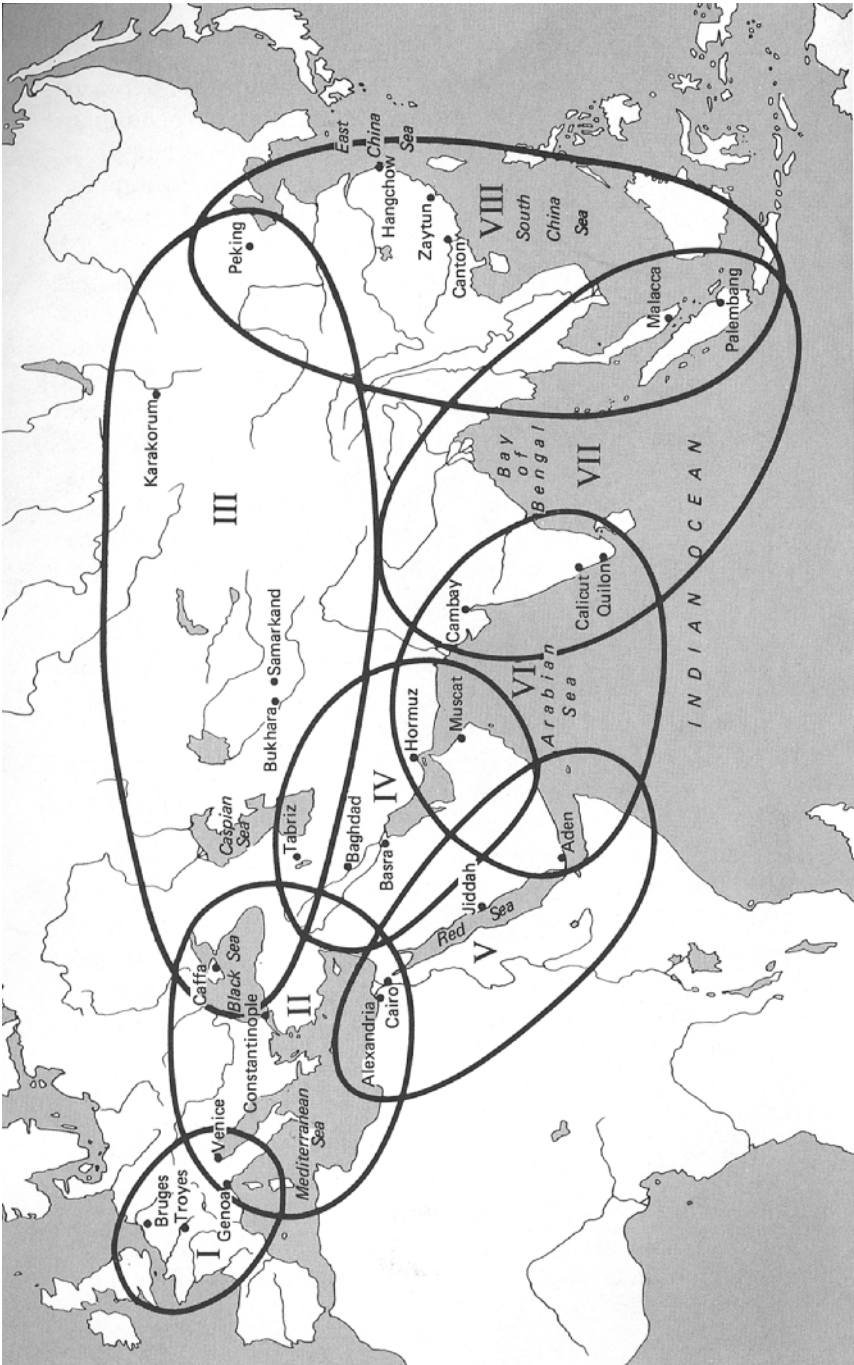 Bruges
Troyes
I
Genoa
Venice
Mediterranean
Sea
Constantinople
II
Caffa
Black Sea
Alexandria
Cairo
Red
Sea
V
Jiddah
Aden
Caspian
Sea
Tabriz
Baghdad
Basra
IV
Hormuz
Muscat
VI
Arabian
Sea
Bukhara
Samarkand
III
Karakorum
Cambay
Calicut
Quilon
Bay
of
Bengal
VII
INDIAN OCEAN
Peking
East
China
Sea
Hangchow
Zaytun
Canton
VIII
South
China
Sea
Malacca
Palembang